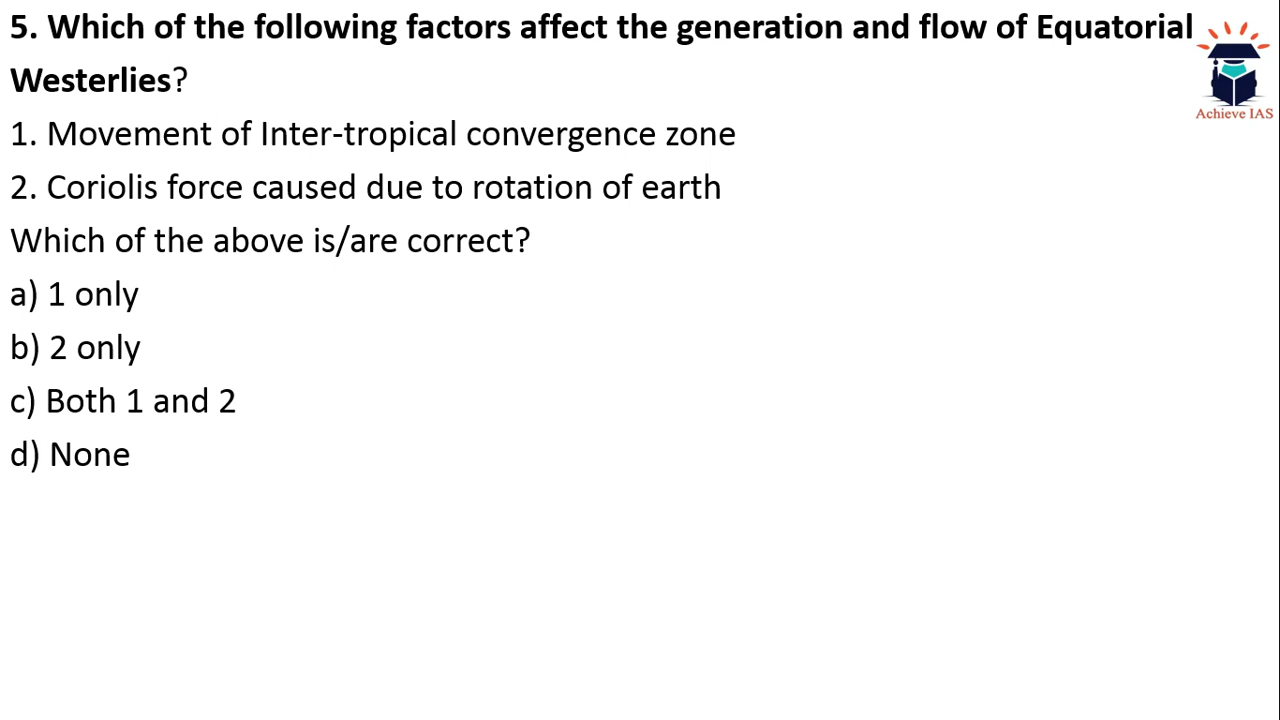 5. Which of the following factors affect the generation and flow of Equatorial
Westerlies?
1. Movement of Inter-tropical convergence zone
2. Coriolis force caused due to rotation of earth
Which of the above is/are correct?
a) 1 only
b) 2 only
c) Both 1 and 2
d) None
Achieve IAS